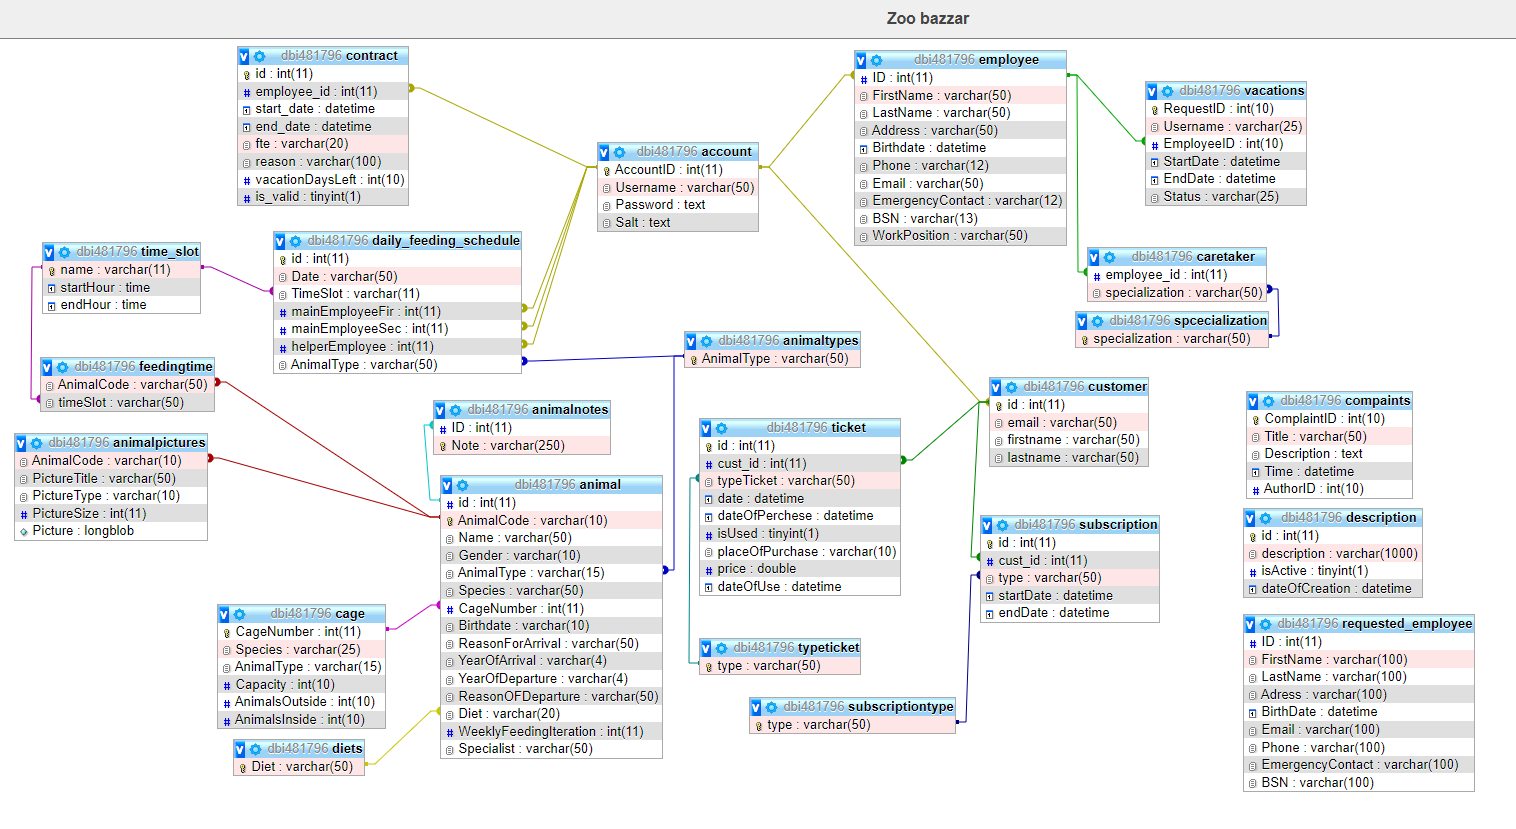 Zoo bazzar
dbi481796 contract
id : int(11)
employee_id : int(11)
start_date : datetime
end_date : datetime
fte : varchar(20)
reason : varchar(100)
vacationDaysLeft : int(10)
is_valid : tinyint(1)
dbi481796 account
AccountID : int(11)
Username : varchar(50)
Password : text
Salt : text
dbi481796 employee
ID : int(11)
FirstName : varchar(50)
LastName : varchar(50)
Address : varchar(50)
Birthdate : datetime
Phone : varchar(12)
Email : varchar(50)
EmergencyContact : varchar(12)
BSN : varchar(13)
WorkPosition : varchar(50)
dbi481796 vacations
RequestID : int(10)
Username : varchar(25)
EmployeeID : int(10)
StartDate : datetime
EndDate : datetime
Status : varchar(25)
dbi481796 time_slot
name : varchar(11)
startHour : time
endHour : time
dbi481796 daily_feeding_schedule
id : int(11)
Date : varchar(50)
TimeSlot : varchar(11)
mainEmployeeFir : int(11)
mainEmployeeSec : int(11)
helperEmployee : int(11)
AnimalType : varchar(50)
dbi481796 caretaker
employee_id : int(11)
specialization : varchar(50)
dbi481796 spcecialization
specialization : varchar(50)
dbi481796 animaltypes
AnimalType : varchar(50)
dbi481796 feedingtime
AnimalCode : varchar(50)
timeSlot : varchar(50)
dbi481796 customer
id : int(11)
email : varchar(50)
firstname : varchar(50)
lastname : varchar(50)
dbi481796 animalnotes
ID : int(11)
Note : varchar(250)
dbi481796 compaints
ComplaintID : int(10)
Title : varchar(50)
Description : text
Time : datetime
AuthorID : int(10)
dbi481796 animalpictures
AnimalCode : varchar(10)
PictureTitle : varchar(50)
PictureType : varchar(10)
PictureSize : int(11)
Picture : longblob
dbi481796 ticket
id : int(11)
cust_id : int(11)
typeTicket : varchar(50)
date : datetime
dateOfPerchese : datetime
isUsed : tinyint(1)
placeOfPurchase : varchar(10)
price : double
dateOfUse : datetime
dbi481796 animal
id : int(11)
AnimalCode : varchar(10)
Name : varchar(50)
Gender : varchar(10)
AnimalType : varchar(15)
Species : varchar(50)
CageNumber : int(11)
Birthdate : varchar(10)
ReasonForArrival : varchar(50)
YearOfArrival : varchar(4)
YearOfDeparture : varchar(4)
ReasonOFDeparture : varchar(50)
Diet : varchar(20)
WeeklyFeedingIteration : int(11)
Specialist : varchar(50)
dbi481796 subscription
id : int(11)
cust_id : int(11)
type : varchar(50)
startDate : datetime
endDate : datetime
dbi481796 description
id : int(11)
description : varchar(1000)
isActive : tinyint(1)
dateOfCreation : datetime
dbi481796 cage
CageNumber : int(11)
Species : varchar(25)
AnimalType : varchar(15)
Capacity : int(10)
AnimalsOutside : int(10)
AnimalsInside : int(10)
dbi481796 typeticket
type : varchar(50)
dbi481796 requested_employee
ID : int(11)
FirstName : varchar(100)
LastName : varchar(100)
Adress : varchar(100)
BirthDate : datetime
Email : varchar(100)
Phone : varchar(100)
EmergencyContact : varchar(100)
BSN : varchar(100)
dbi481796 subscriptiontype
type : varchar(50)
dbi481796 diets
Diet : varchar(50)